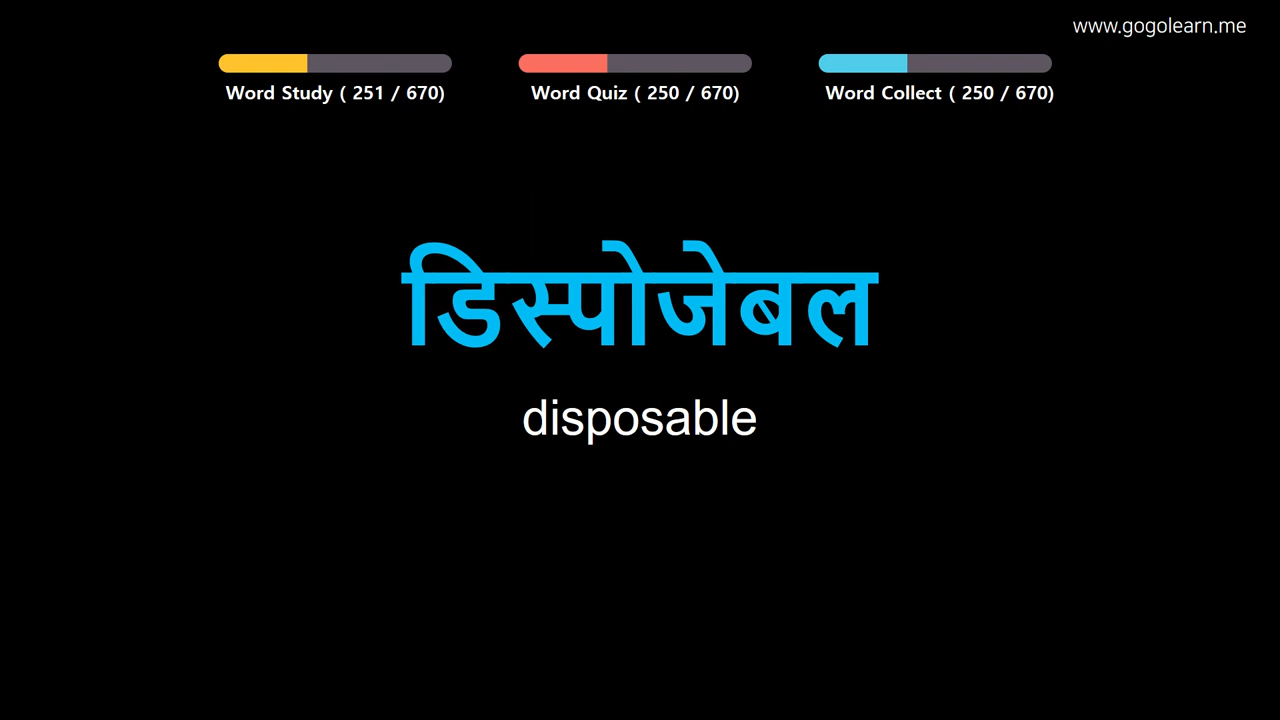 www.gogolearn.me
Word Study ( 251 / 670)
Word Quiz ( 250 / 670)
Word Collect ( 250 / 670)
डिस्पोजेबल
disposable